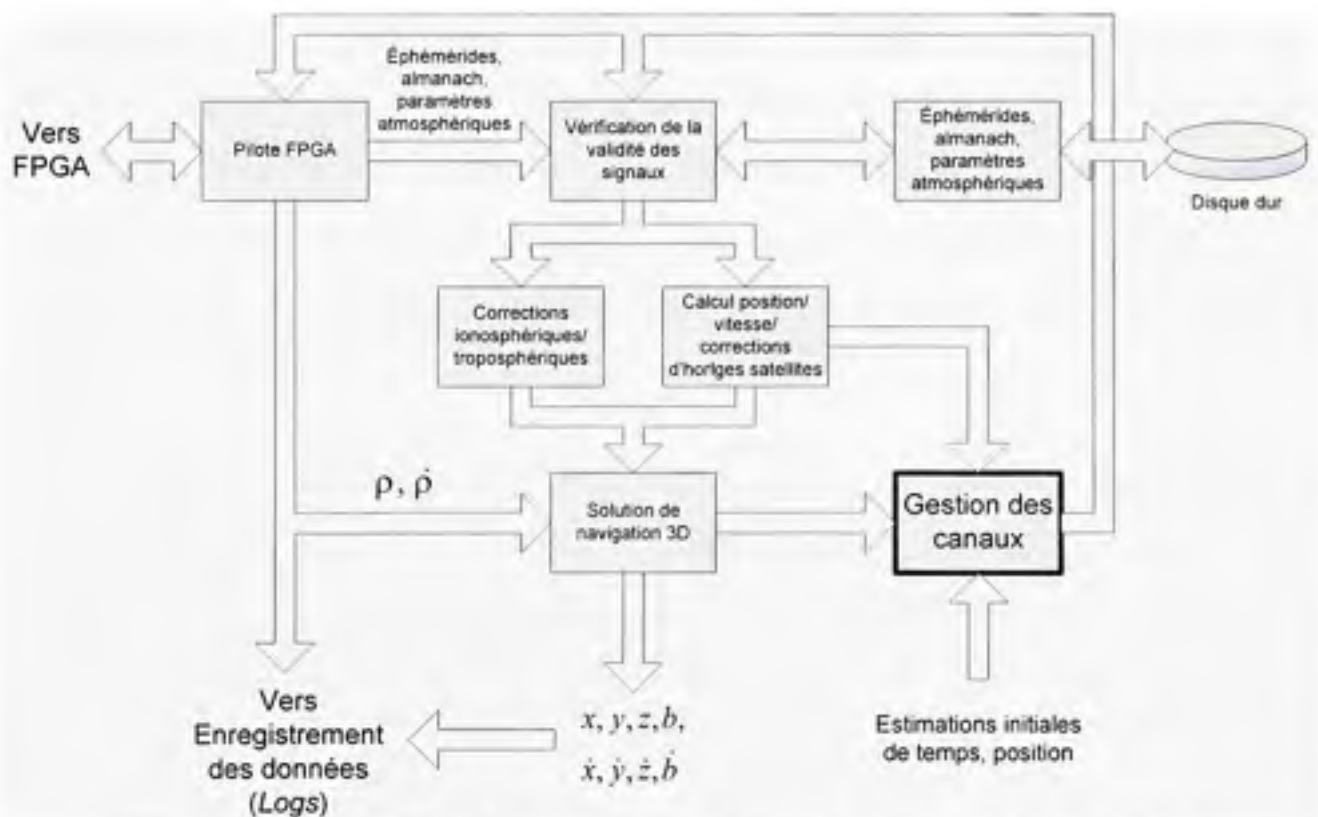 Éphémérides,
almanach,
paramètres
atmosphériques
Vers
FPGA
Pilote FPGA
Vérification de la
validité des
signaux
Éphémérides,
almanach,
paramètres
atmosphériques
Disque dur
Corrections
ionosphériques/
troposphériques
Calcul position/
vitesse/
corrections
d'horlges satellites
ρ, ρ̇
Solution de
navigation 3D
Gestion des
canaux
Vers
Enregistrement
des données
(Logs)
x, y, z, b,
ẋ, ẏ, ż, ḃ
Estimations initiales
de temps, position